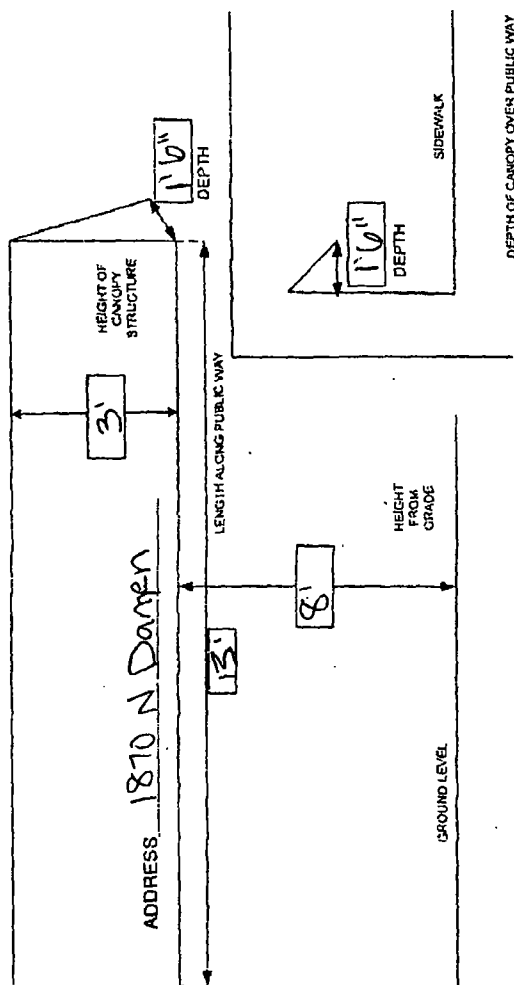 ADDRESS 1870 N Damen
3'
HEIGHT OF
CANOPY
STRUCTURE
1'6"
DEPTH
13'
LENGTH ALONG PUBLIC WAY
8'
HEIGHT
FROM
GRADE
GROUND LEVEL
1'6"
DEPTH
SIDEWALK
DEPTH OF CANOPY OVER PUBLIC WAY